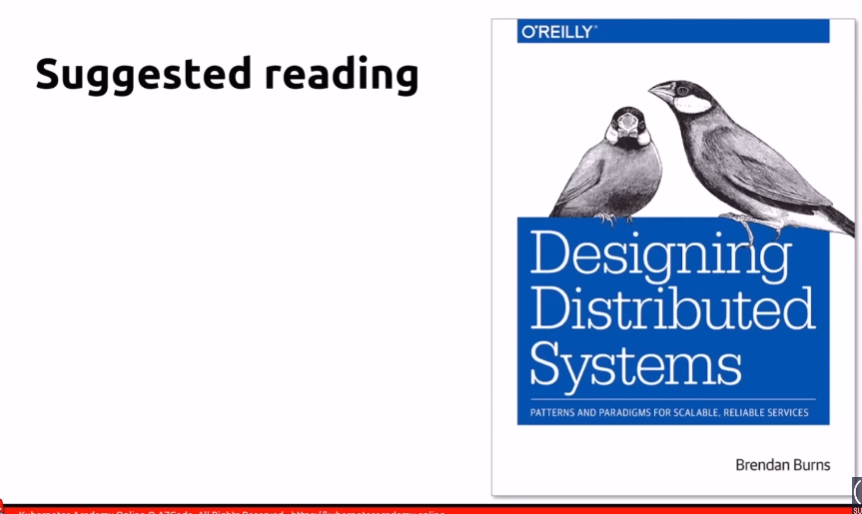 Suggested reading
O'REILLY®
Designing
Distributed
Systems
PATTERNS AND PARADIGMS FOR SCALABLE, RELIABLE SERVICES
Brendan Burns